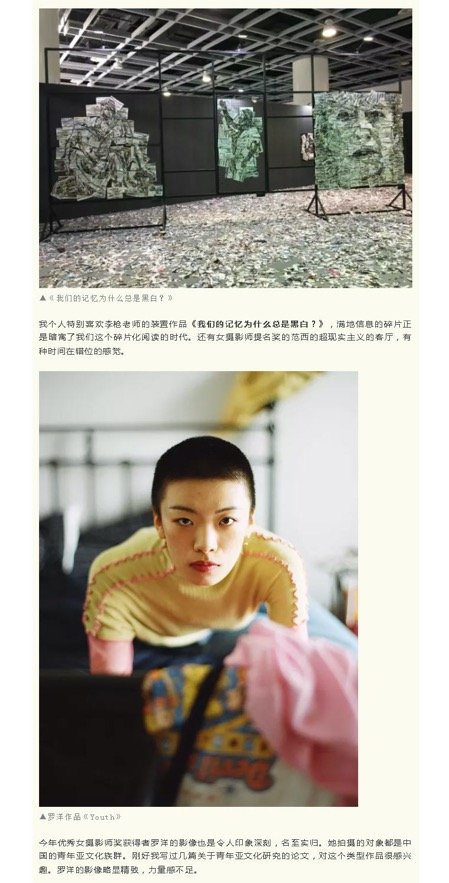 ▲《我们的记忆为什么总是黑白？》
我个人特别喜欢李枪老师的装置作品《我们的记忆为什么总是黑白？》，满地信息的碎片正
是暗寓了我们这个碎片化阅读的时代。还有女摄影师提名奖的范西的超现实主义的客厅，有
种时间在错位的感觉。
Devil
▲罗洋作品《Youth》
今年优秀女摄影师奖获得者罗洋的影像也是令人印象深刻，名至实归。她拍摄的对象都是中
国的青年亚文化族群。刚好我写过几篇关于青年亚文化研究的论文，对这个类型作品很感兴
趣。罗洋的影像略显精致，力量感不足。